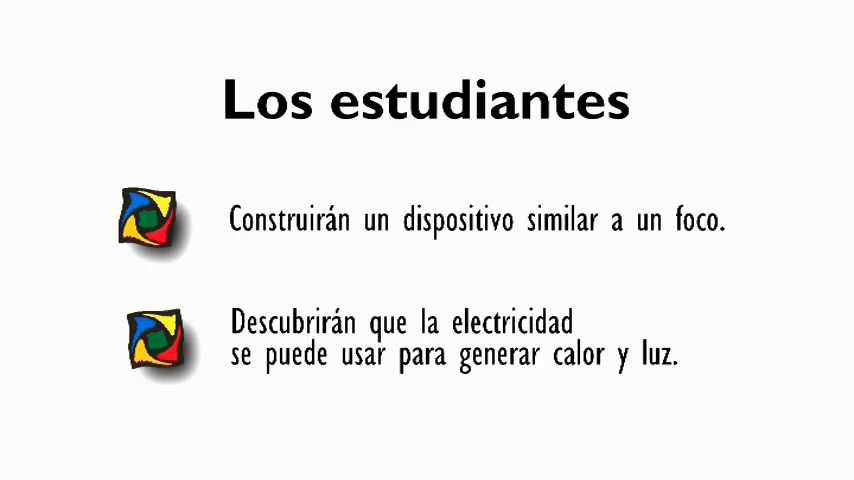 Los estudiantes
Construirán un dispositivo similar a un foco.
Descubrirán que la electricidad
se puede usar para generar calor y luz.